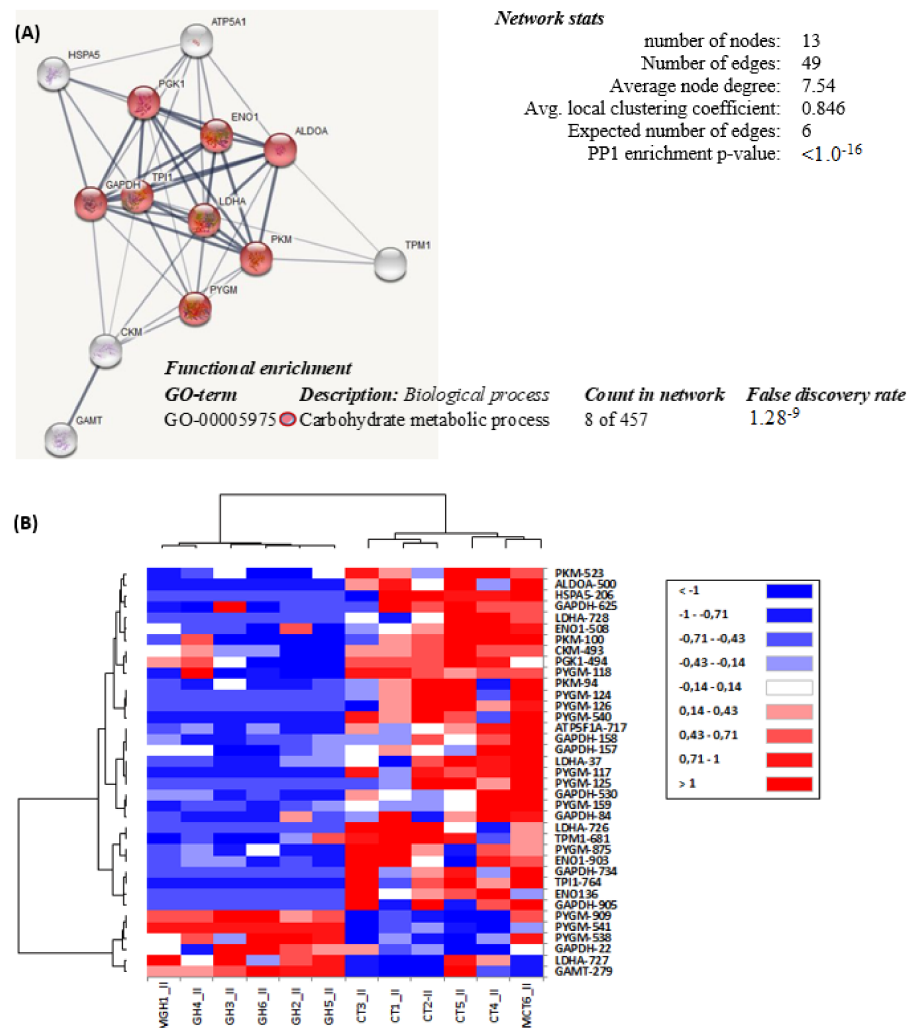 (A)
ATP5A1
HSPA5
PGK1
ENO1
ALDOA
GAPDH
TPI1
LDHA
PKM
TPM1
PYGM
CKM
GAMT
Network stats
number of nodes: 13
Number of edges: 49
Average node degree: 7.54
Avg. local clustering coefficient: 0.846
Expected number of edges: 6
PP1 enrichment p-value: <1.0-16
Functional enrichment
GO-term Description: Biological process Count in network False discovery rate
GO-00005975 Carbohydrate metabolic process 8 of 457 1.28-9
(B)
PKM-523
ALDOA-500
HSPA5-206
GAPDH-625
LDHA-728
ENO1-508
PKM-100
CKM-493
PGK1-494
PYGM-118
PKM-94
PYGM-124
PYGM-126
PYGM-540
ATP5F1A-717
GAPDH-158
GAPDH-157
LDHA-37
PYGM-117
PYGM-125
GAPDH-530
PYGM-159
GAPDH-84
LDHA-726
TPM1-681
PYGM-875
ENO1-903
GAPDH-734
TPI1-764
ENO136
GAPDH-905
PYGM-909
PYGM-541
PYGM-538
GAPDH-22
LDHA-727
GAMT-279
MGH1_II
GH4_II
GH3_II
GH6_II
GH2_II
GH5_II
CT3_II
CT1_II
CT2-II
CT5_II
CT4_II
MCT6_II
< -1
-1 - -0,71
-0,71 - -0,43
-0,43 - -0,14
-0,14 - 0,14
0,14 - 0,43
0,43 - 0,71
0,71 - 1
> 1